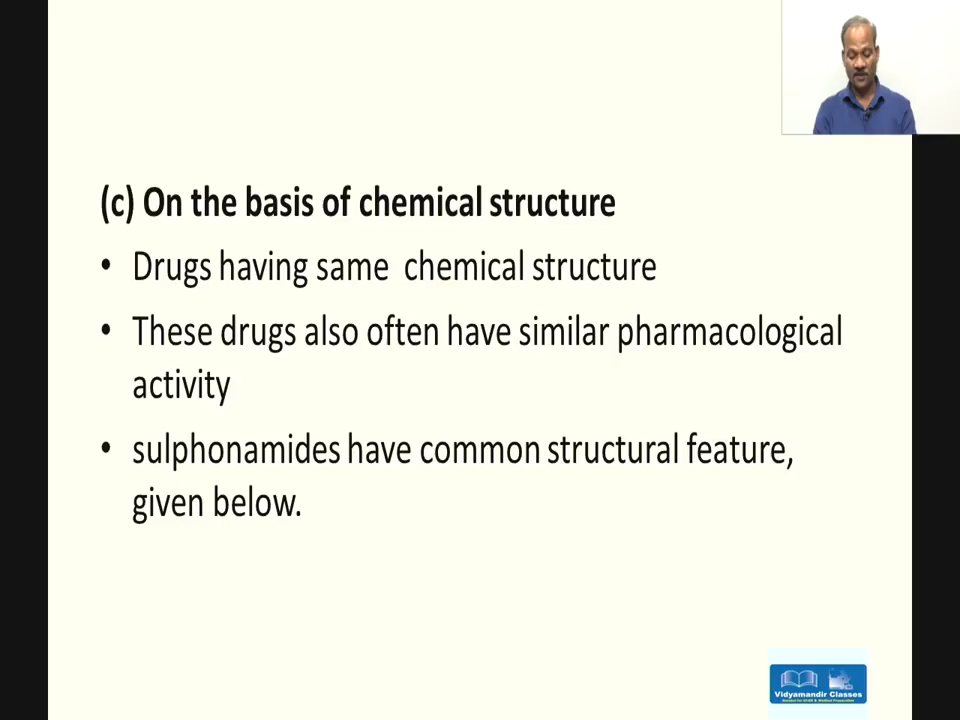 (c) On the basis of chemical structure
• Drugs having same chemical structure
• These drugs also often have similar pharmacological
activity
• sulphonamides have common structural feature,
given below.
Vidyamandir Classes